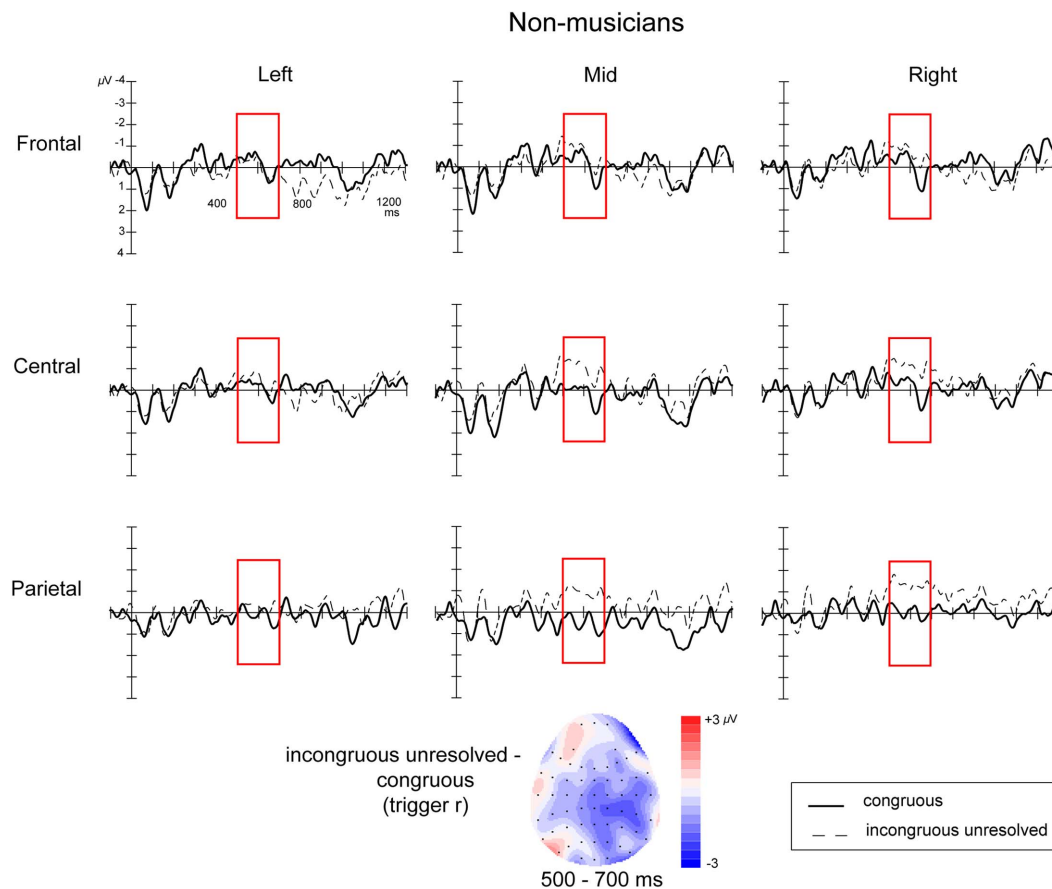 Non-musicians
Left
Mid
Right
µV -4
-3
-2
-1
1
2
3
4
400
800
1200
ms
Frontal
Central
Parietal
incongruous unresolved -
congruous
(trigger r)
+3 µV
-3
500 - 700 ms
congruous
incongruous unresolved